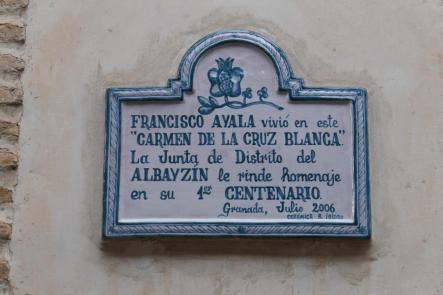 FRANCISCO AYALA vivió en este
"CARMEN DE LA CRUZ BLANCA".
La Junta de Distrito del
ALBAYZÍN le rinde homenaje
en su 1er CENTENARIO.
Granada, Julio 2006